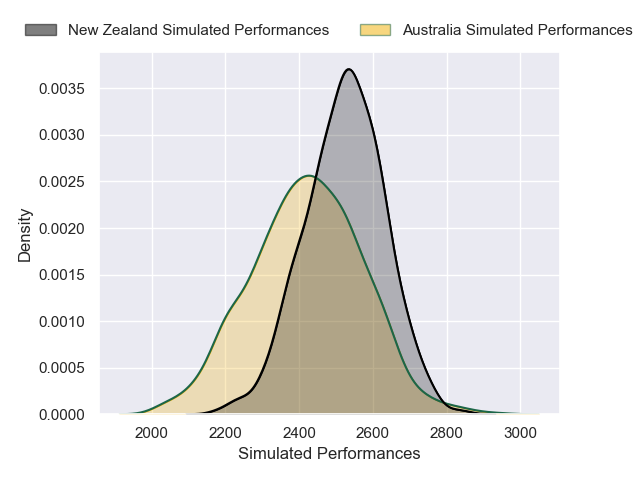 New Zealand Simulated Performances Australia Simulated Performances
0.0035
0.0030
0.0025
0.0020
0.0015
0.0010
0.0005
0.0000
Density
2000 2200 2400 2600 2800 3000
Simulated Performances